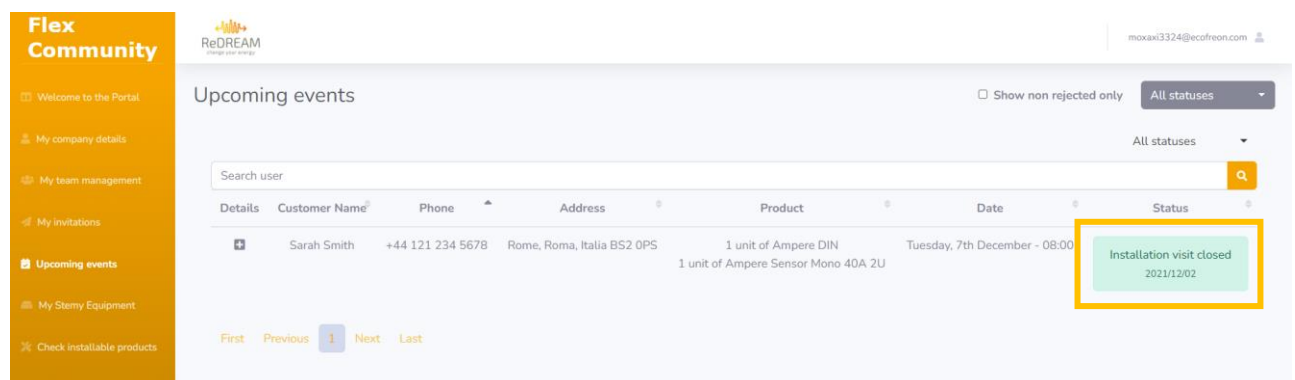 Flex
Community
Welcome to the Portal
My company details
My team management
My invitations
Upcoming events
My Stemy Equipment
Check installable products
ReDREAM
change your energy
moxaxi3324@ecofreon.com
Upcoming events
Show non rejected only
All statuses
All statuses
Search user
Details Customer Name Phone Address Product Date Status
Sarah Smith +44 121 234 5678 Rome, Roma, Italia BS2 0PS 1 unit of Ampere DIN Tuesday, 7th December - 08:00 Installation visit closed
1 unit of Ampere Sensor Mono 40A 2U 2021/12/02
First Previous 1 Next Last